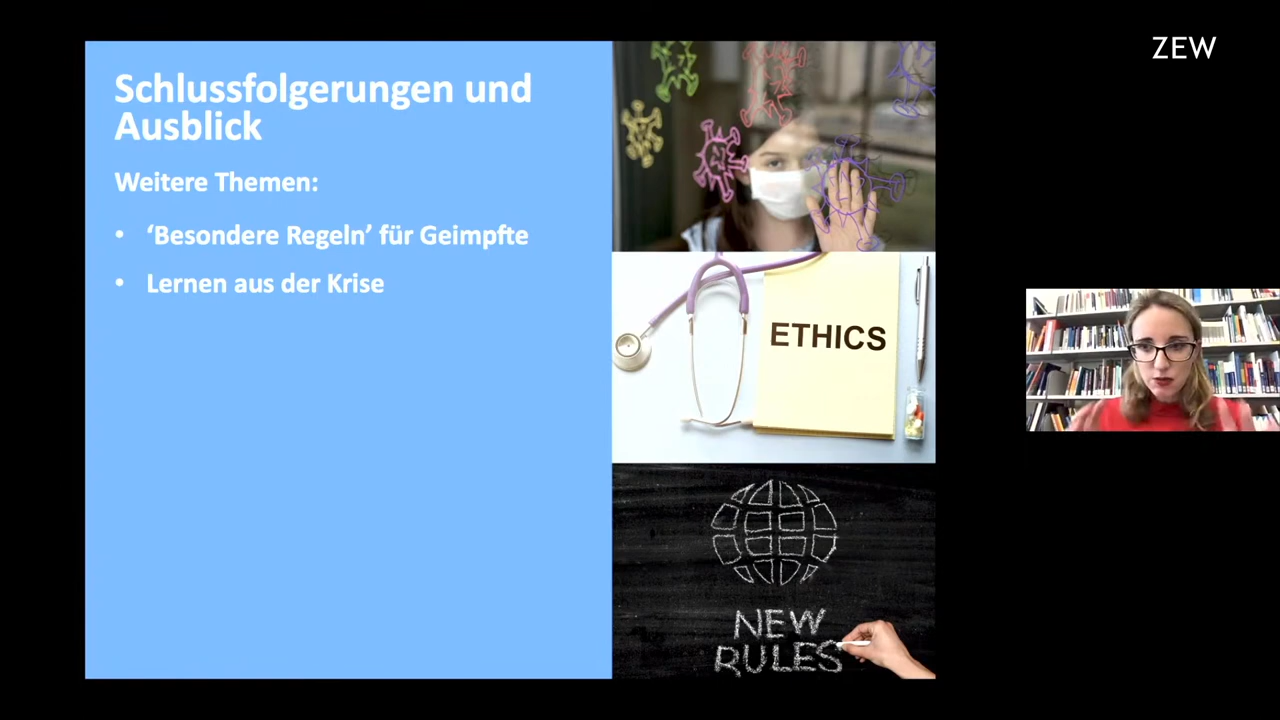 ZEW
Schlussfolgerungen und
Ausblick
Weitere Themen:
• ‘Besondere Regeln’ für Geimpfte
• Lernen aus der Krise
ETHICS
NEW
RULES